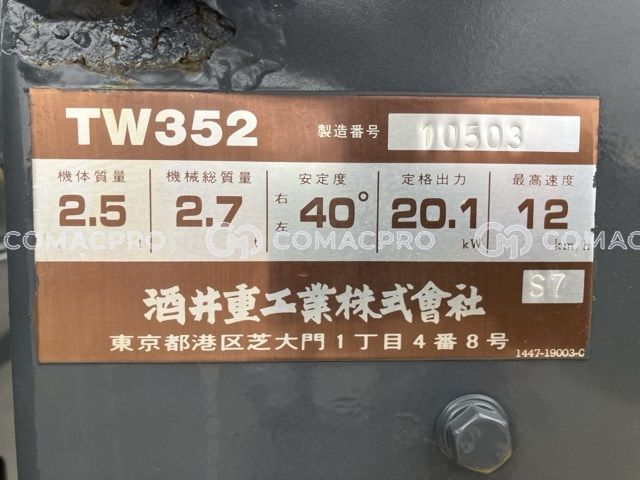 TW352 製造番号 10503
機体質量 機械総質量 安定度 定格出力 最高速度
2.5 t 2.7 t 右左 40° 20.1 kW 12 km/h
COMACPRO COMACPRO COMACPRO
S7
酒井重工業株式會社
東京都港区芝大門1丁目4番8号
1447-19003-C